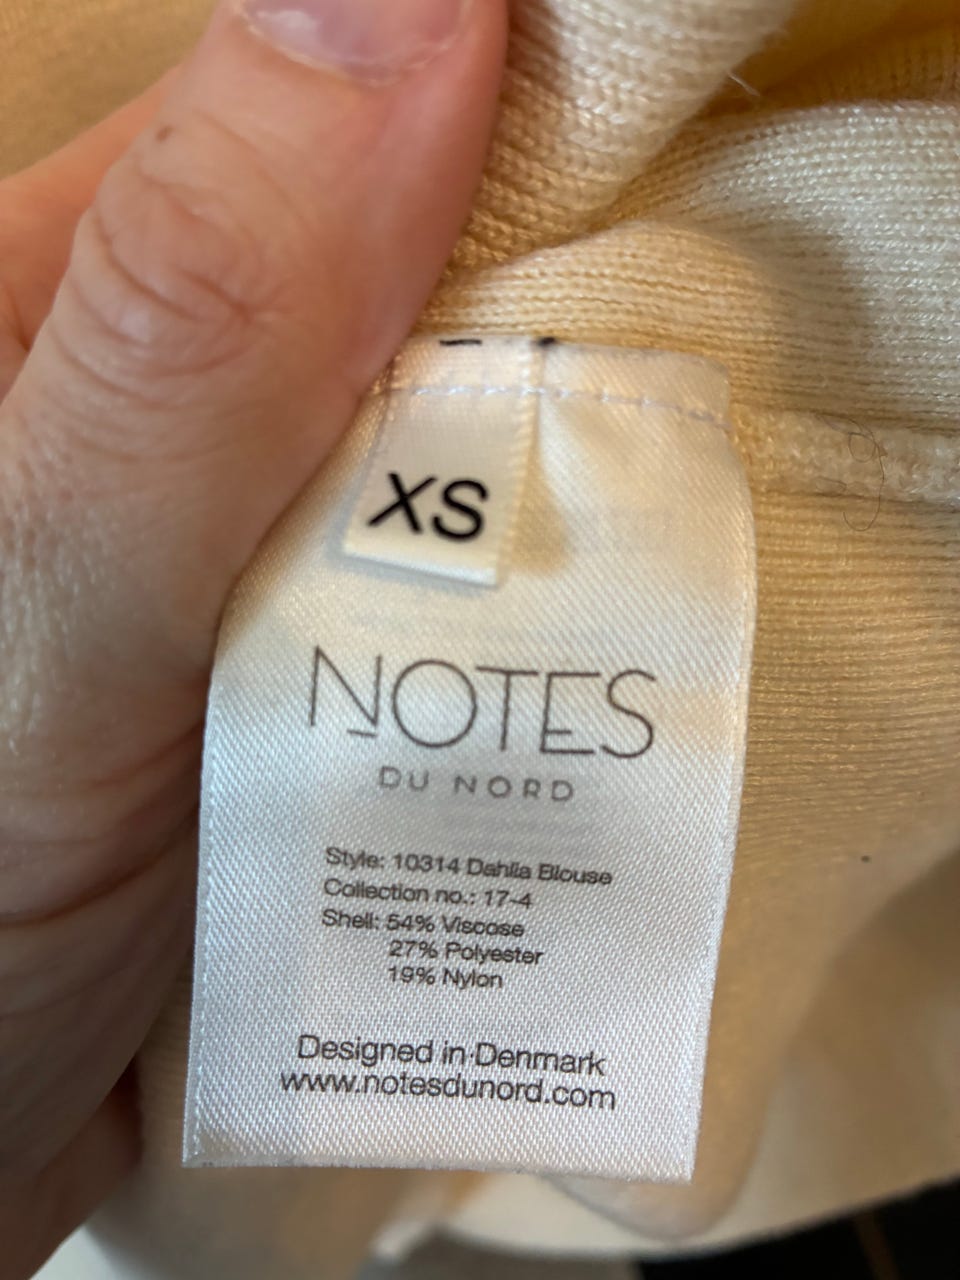 XS
NOTES
DU NORD
Style: 10314 Dahlia Blouse
Collection no.: 17-4
Shell: 54% Viscose
27% Polyester
19% Nylon
Designed in Denmark
www.notesdunord.com